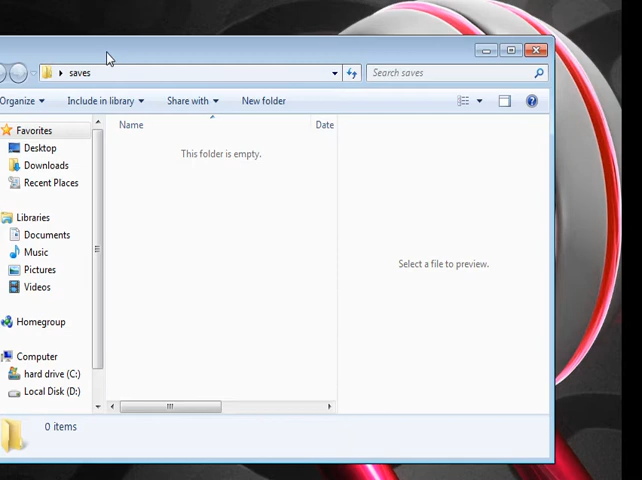 saves
Search saves
Organize
Include in library
Share with
New folder
Name
Date
This folder is empty.
Select a file to preview.
Favorites
Desktop
Downloads
Recent Places
Libraries
Documents
Music
Pictures
Videos
Homegroup
Computer
hard drive (C:)
Local Disk (D:)
0 items